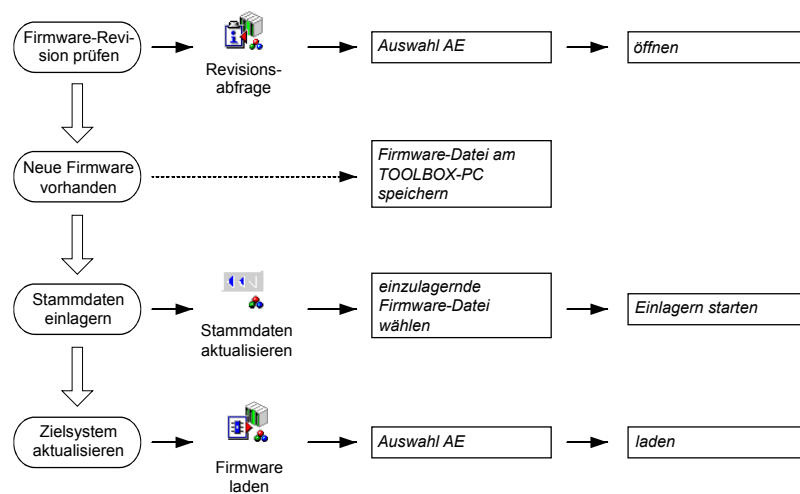 Firmware-Revi-
sion prüfen
Revisions-
abfrage
Auswahl AE
öffnen
Neue Firmware
vorhanden
Firmware-Datei am
TOOLBOX-PC
speichern
Stammdaten
einlagern
Stammdaten
aktualisieren
einzulagernde
Firmware-Datei
wählen
Einlagern starten
Zielsystem
aktualisieren
Firmware
laden
Auswahl AE
laden